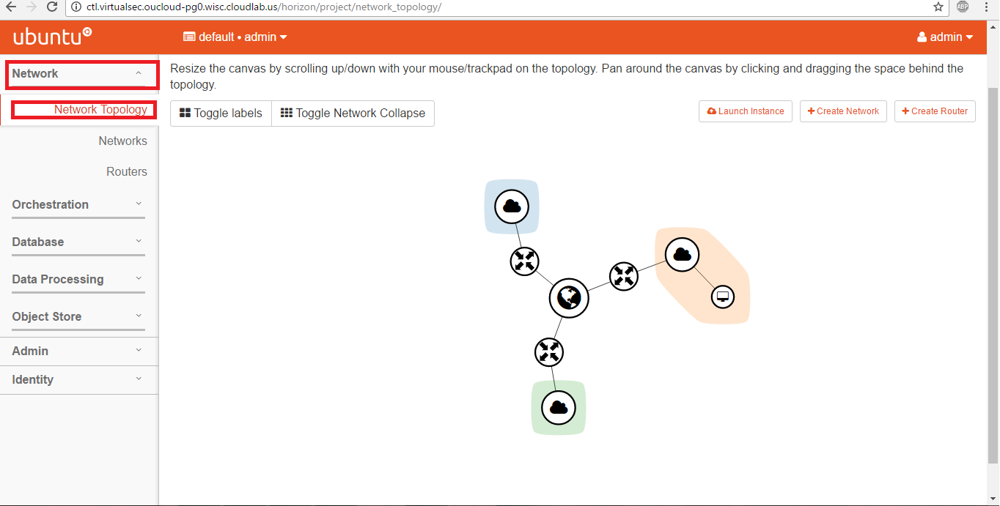 ctl.virtualsec.oucloud-pg0.wisc.cloudlab.us/horizon/project/network_topology/
ABP
ubuntu
default • admin
admin
Network
Network Topology
Networks
Routers
Orchestration
Database
Data Processing
Object Store
Admin
Identity
Resize the canvas by scrolling up/down with your mouse/trackpad on the topology. Pan around the canvas by clicking and dragging the space behind the
topology.
Toggle labels
Toggle Network Collapse
Launch Instance
Create Network
Create Router